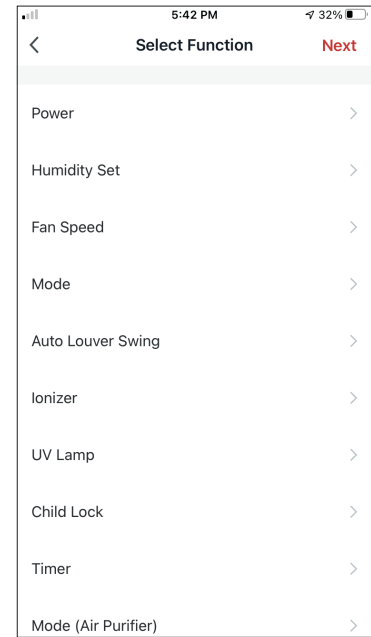 5:42 PM 32%
Select Function Next
Power
Humidity Set
Fan Speed
Mode
Auto Louver Swing
Ionizer
UV Lamp
Child Lock
Timer
Mode (Air Purifier)